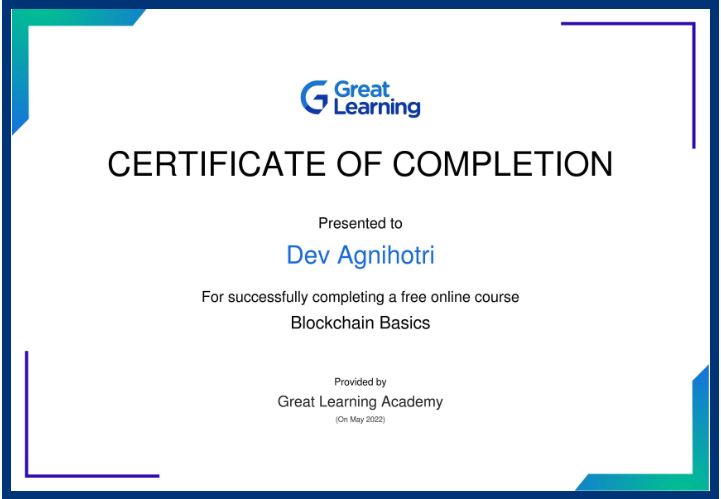 Great
Learning
CERTIFICATE OF COMPLETION
Presented to
Dev Agnihotri
For successfully completing a free online course
Blockchain Basics
Provided by
Great Learning Academy
(On May 2022)